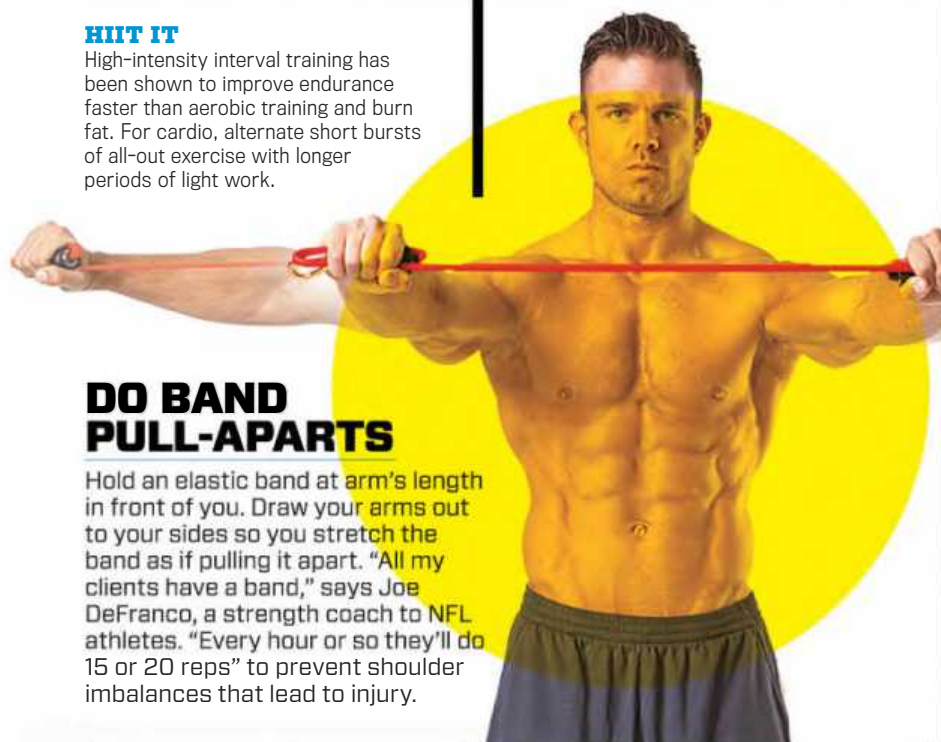 HIIT IT
High-intensity interval training has
been shown to improve endurance
faster than aerobic training and burn
fat. For cardio, alternate short bursts
of all-out exercise with longer
periods of light work.
DO BAND
PULL-APARTS
Hold an elastic band at arm's length
in front of you. Draw your arms out
to your sides so you stretch the
band as if pulling it apart. “All my
clients have a band,” says Joe
DeFranco, a strength coach to NFL
athletes. “Every hour or so they'll do
15 or 20 reps” to prevent shoulder
imbalances that lead to injury.